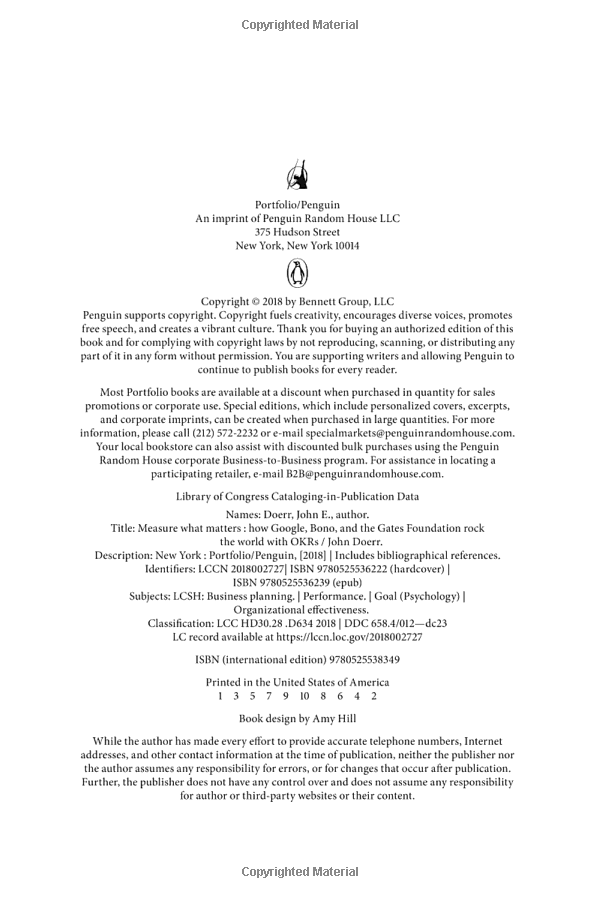 Copyrighted Material
Portfolio/Penguin
An imprint of Penguin Random House LLC
375 Hudson Street
New York, New York 10014
Copyright © 2018 by Bennett Group, LLC
Penguin supports copyright. Copyright fuels creativity, encourages diverse voices, promotes
free speech, and creates a vibrant culture. Thank you for buying an authorized edition of this
book and for complying with copyright laws by not reproducing, scanning, or distributing any
part of it in any form without permission. You are supporting writers and allowing Penguin to
continue to publish books for every reader.
Most Portfolio books are available at a discount when purchased in quantity for sales
promotions or corporate use. Special editions, which include personalized covers, excerpts,
and corporate imprints, can be created when purchased in large quantities. For more
information, please call (212) 572-2232 or e-mail specialmarkets@penguinrandomhouse.com.
Your local bookstore can also assist with discounted bulk purchases using the Penguin
Random House corporate Business-to-Business program. For assistance in locating a
participating retailer, e-mail B2B@penguinrandomhouse.com.
Library of Congress Cataloging-in-Publication Data
Names: Doerr, John E., author.
Title: Measure what matters : how Google, Bono, and the Gates Foundation rock
the world with OKRs / John Doerr.
Description: New York : Portfolio/Penguin, [2018] | Includes bibliographical references.
Identifiers: LCCN 2018002727| ISBN 9780525536222 (hardcover) |
ISBN 9780525536239 (epub)
Subjects: LCSH: Business planning. | Performance. | Goal (Psychology) |
Organizational effectiveness.
Classification: LCC HD30.28 .D634 2018 | DDC 658.4/012—dc23
LC record available at https://lccn.loc.gov/2018002727
ISBN (international edition) 9780525538349
Printed in the United States of America
1 3 5 7 9 10 8 6 4 2
Book design by Amy Hill
While the author has made every effort to provide accurate telephone numbers, Internet
addresses, and other contact information at the time of publication, neither the publisher nor
the author assumes any responsibility for errors, or for changes that occur after publication.
Further, the publisher does not have any control over and does not assume any responsibility
for author or third-party websites or their content.
Copyrighted Material